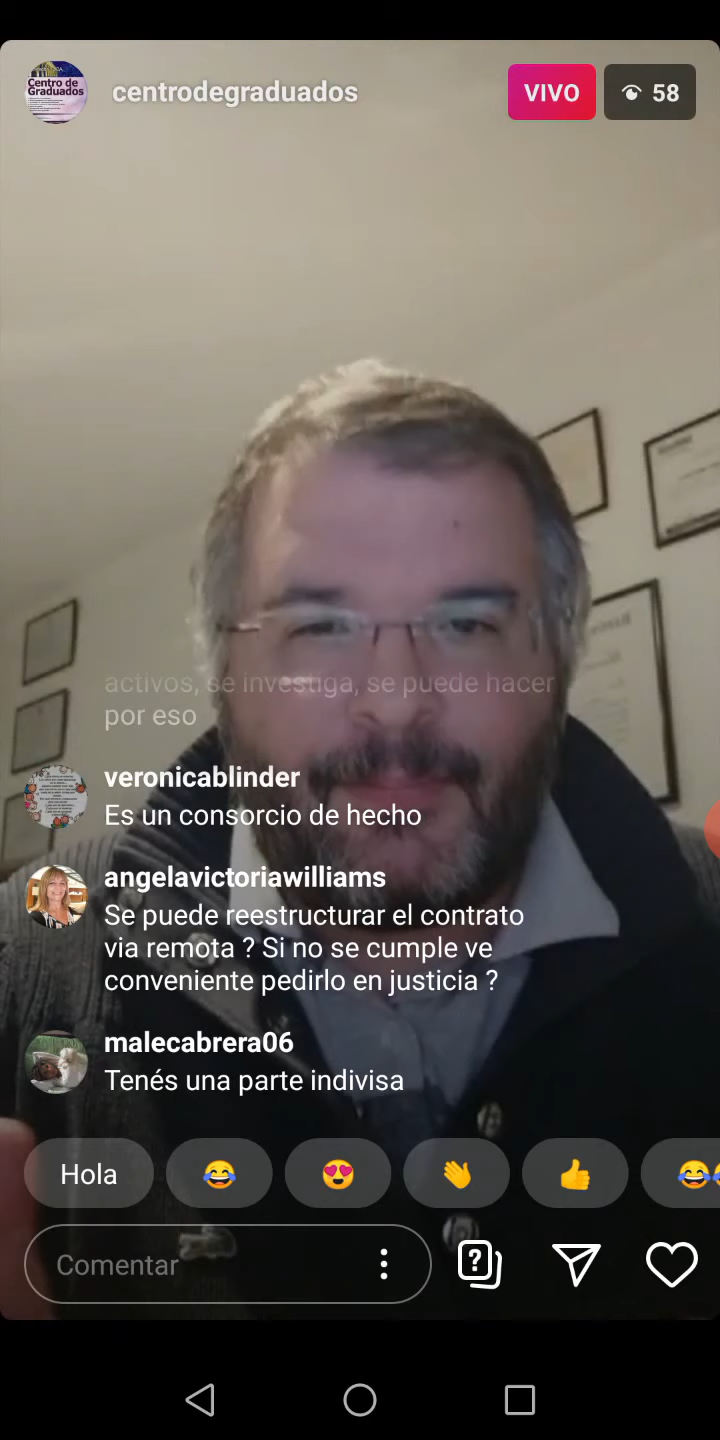 Centro de
Graduados
centrodegraduados
VIVO
58
activos, se investiga, se puede hacer
por eso
veronicablinder
Es un consorcio de hecho
angelavictoriawilliams
Se puede reestructurar el contrato
via remota ? Si no se cumple ve
conveniente pedirlo en justicia ?
malecabrera06
Tenés una parte indivisa
Hola
Comentar